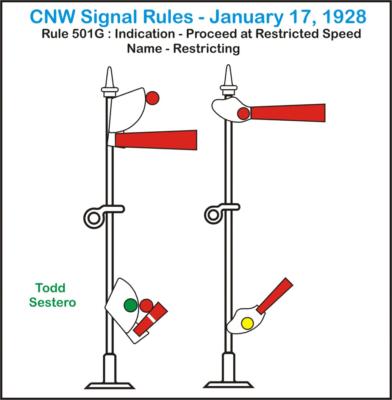 CNW Signal Rules - January 17, 1928
Rule 501G : Indication - Proceed at Restricted Speed
Name - Restricting
Todd
Sestero